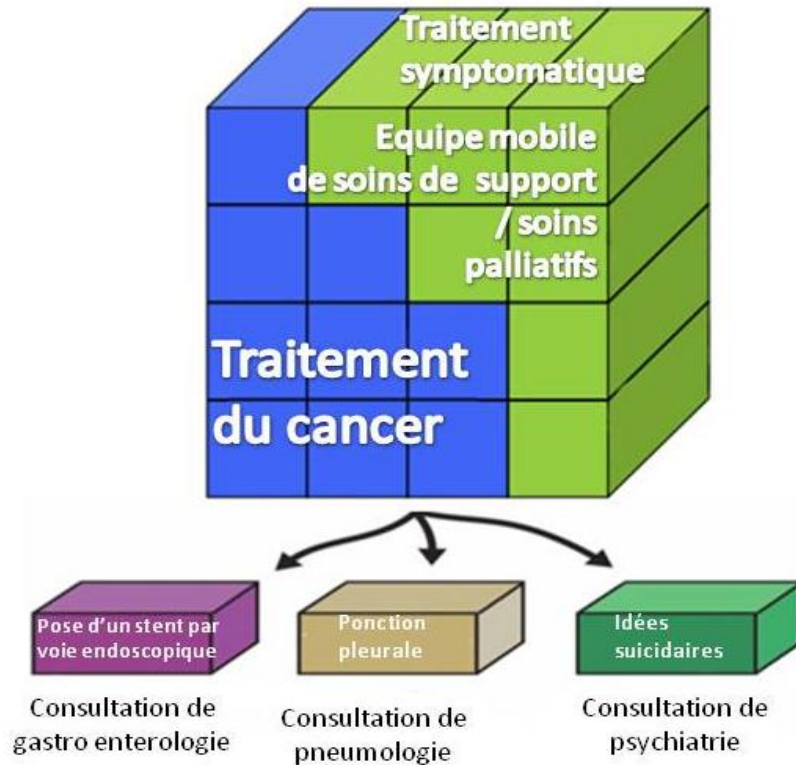 Traitement
symptomatique
Equipe mobile
de soins de support
/ soins
palliatifs
Traitement
du cancer
Pose d'un stent par
voie endoscopique
Ponction
pleurale
Idées
suicidaires
Consultation de
gastro enterologie
Consultation de
pneumologie
Consultation de
psychiatrie